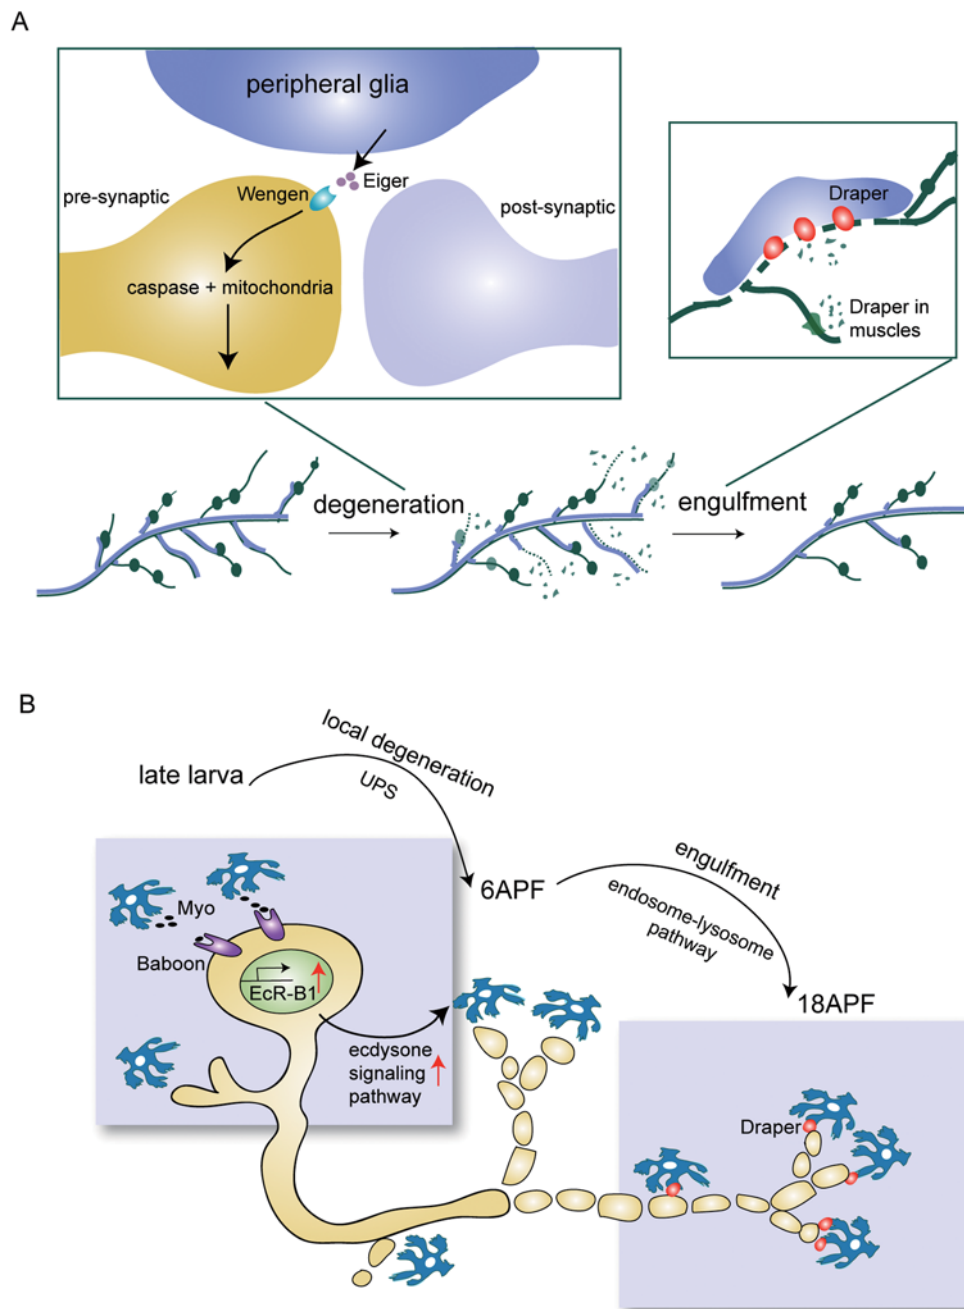 A
peripheral glia
pre-synaptic
Wengen
Eiger
post-synaptic
caspase + mitochondria
Draper
Draper in
muscles
degeneration
engulfment
B
late larva
local degeneration
UPS
6APF
engulfment
endosome-lysosome
pathway
18APF
Myo
Baboon
EcR-B1
ecdysone
signaling
pathway
Draper